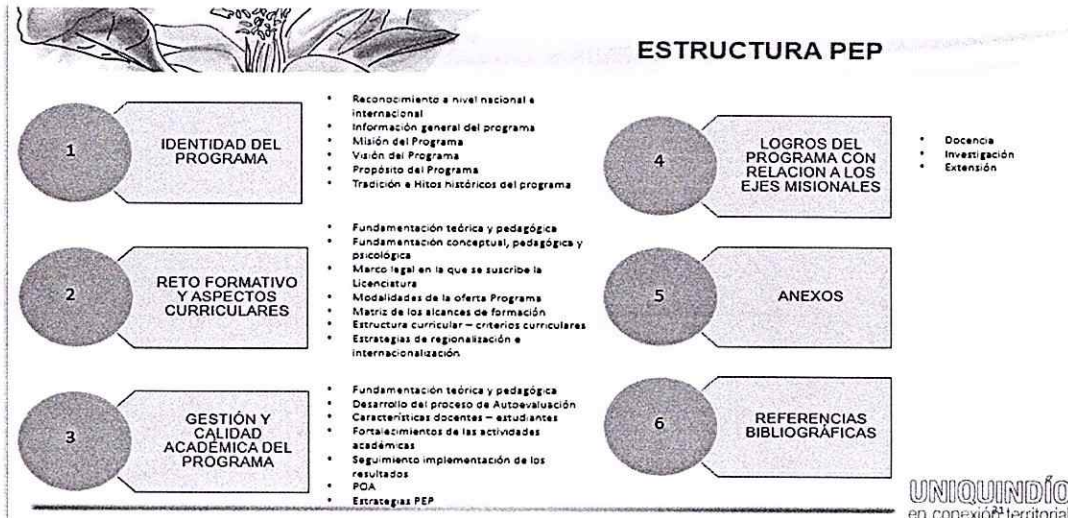 ESTRUCTURA PEP
1
IDENTIDAD DEL
PROGRAMA
• Reconocimiento a nivel nacional e
internacional
• Información general del programa
• Misión del Programa
• Visión del Programa
• Propósito del Programa
• Tradición e Hitos históricos del programa
2
RETO FORMATIVO
Y ASPECTOS
CURRICULARES
• Fundamentación teórica y pedagógica
• Fundamentación conceptual, pedagógica y
psicológica
• Marco legal en la que se suscribe la
Licenciatura
• Modalidades de la oferta Programa
• Matriz de los alcances de formación
• Estructura curricular – criterios curriculares
• Estrategias de regionalización e
internacionalización
3
GESTIÓN Y
CALIDAD
ACADÉMICA DEL
PROGRAMA
• Fundamentación teórica y pedagógica
• Desarrollo del proceso de Autoevaluación
• Características docentes – estudiantes
• Fortalecimientos de las actividades
académicas
• Seguimiento implementación de los
resultados
• POA
• Estrategias PEP
4
LOGROS DEL
PROGRAMA CON
RELACION A LOS
EJES MISIONALES
• Docencia
• Investigación
• Extensión
5
ANEXOS
6
REFERENCIAS
BIBLIOGRÁFICAS
UNIQUINDÍO
en conexión territorial
21